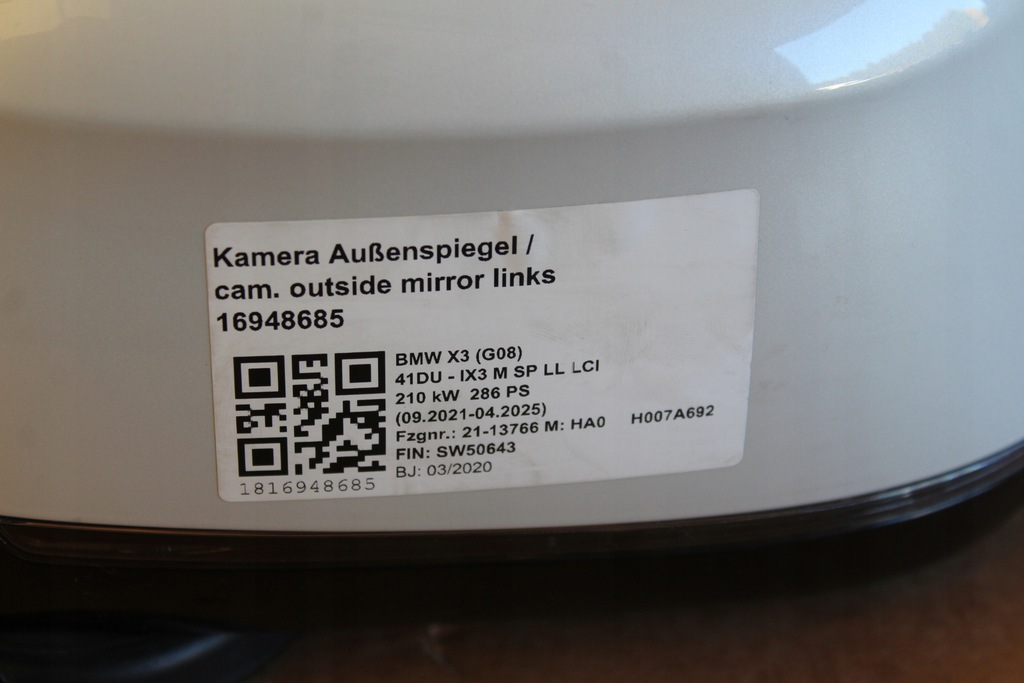 Kamera Außenspiegel /
cam. outside mirror links
16948685
BMW X3 (G08)
41DU - IX3 M SP LL LCI
210 kW 286 PS
(09.2021-04.2025)
Fzgnr.: 21-13766 M: HA0 H007A692
FIN: SW50643
BJ: 03/2020
1816948685